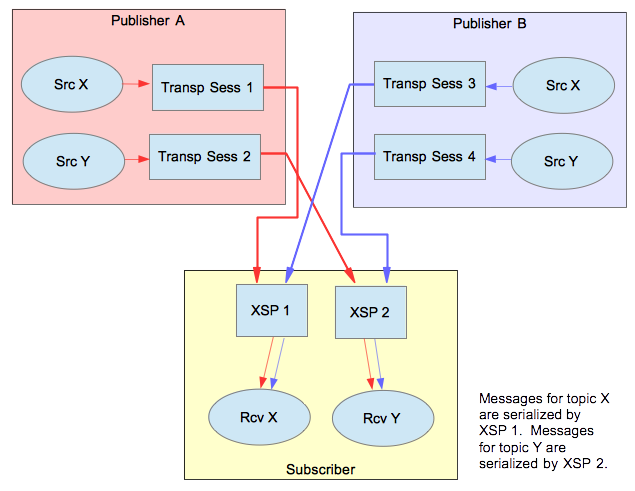 Publisher A
Publisher B
Src X
Transp Sess 1
Transp Sess 3
Src X
Src Y
Transp Sess 2
Transp Sess 4
Src Y
XSP 1
XSP 2
Rcv X
Rcv Y
Subscriber
Messages for topic X
are serialized by
XSP 1.  Messages
for topic Y are
serialized by XSP 2.